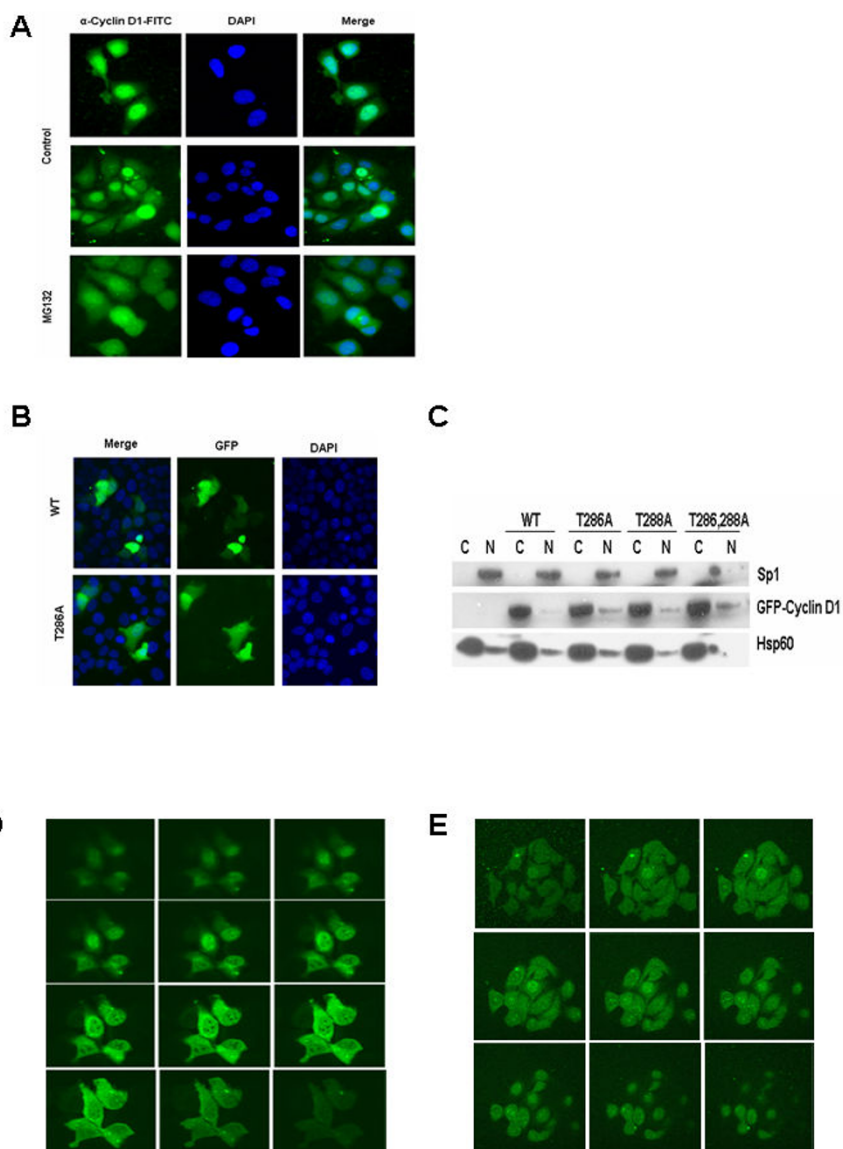 A
α-Cyclin D1-FITC DAPI Merge
Control
MG132
B
Merge GFP DAPI
WT
T286A
C
WT T286A T288A T286,288A
C N C N C N C N C N
Sp1
GFP-Cyclin D1
Hsp60
E